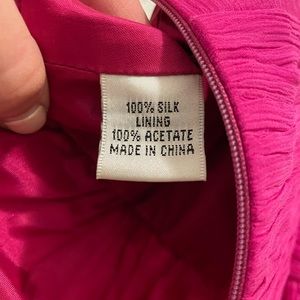 100% SILK
LINING
100% ACETATE
MADE IN CHINA